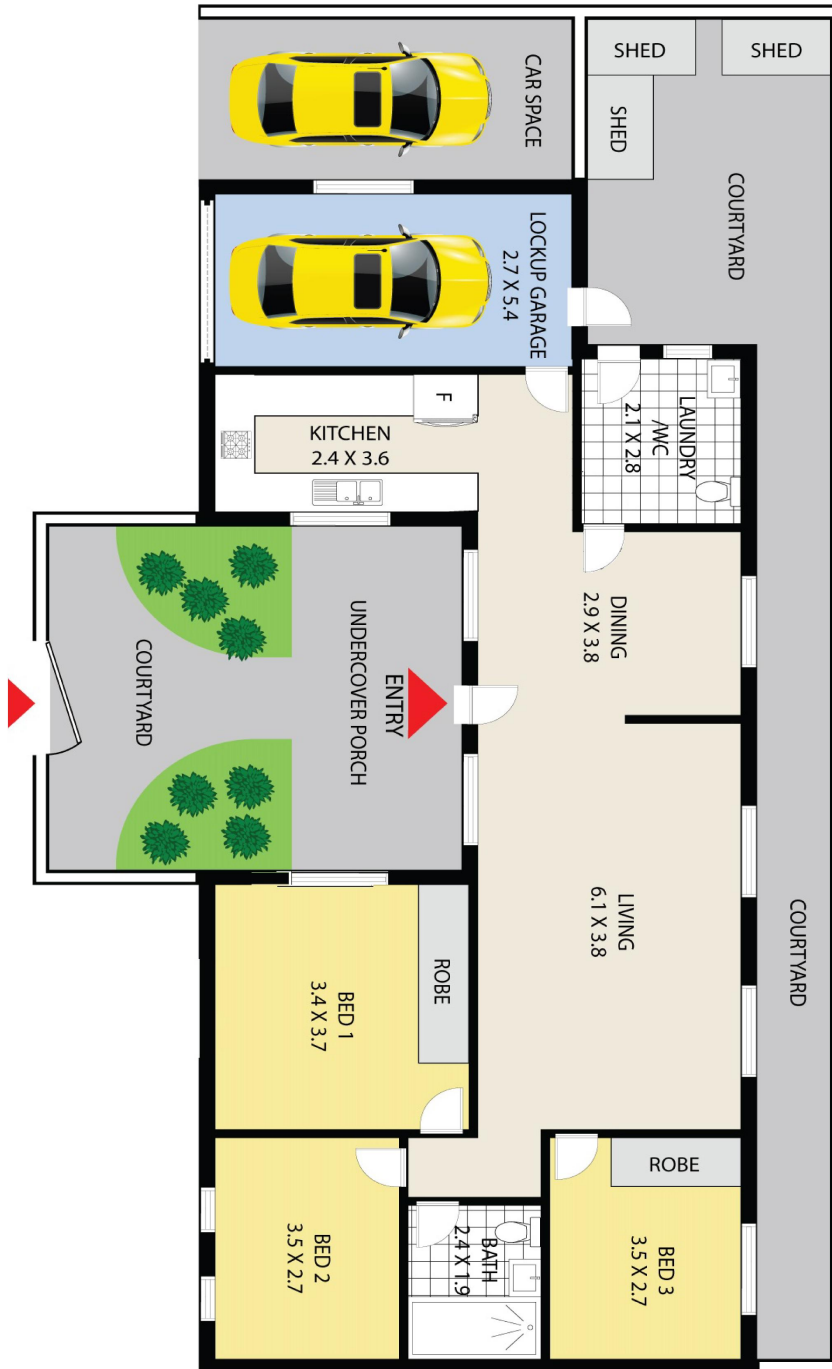 SHED
SHED
SHED
CAR SPACE
COURTYARD
LOCKUP GARAGE
2.7 X 5.4
F
KITCHEN
2.4 X 3.6
LAUNDRY
/WC
2.1 X 2.8
DINING
2.9 X 3.8
UNDERCOVER PORCH
ENTRY
COURTYARD
LIVING
6.1 X 3.8
COURTYARD
ROBE
BED 1
3.4 X 3.7
ROBE
BED 2
3.5 X 2.7
BATH
2.4 X 1.9
BED 3
3.5 X 2.7